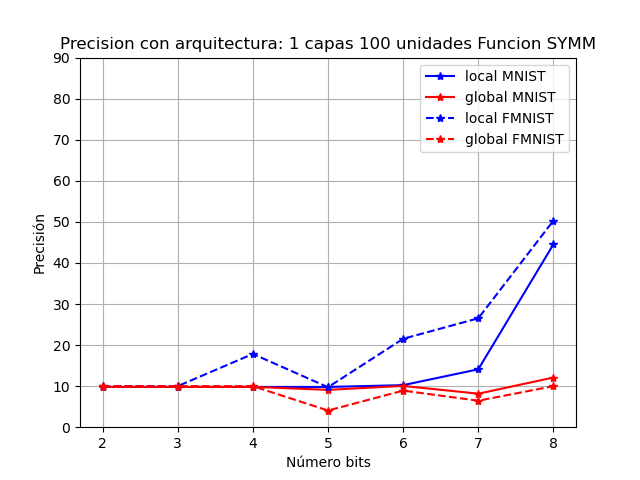 Precision con arquitectura: 1 capas 100 unidades Funcion SYMM
local MNIST
global MNIST
local FMNIST
global FMNIST
Precisión
90
80
70
60
50
40
30
20
10
0
2 3 4 5 6 7 8
Número bits